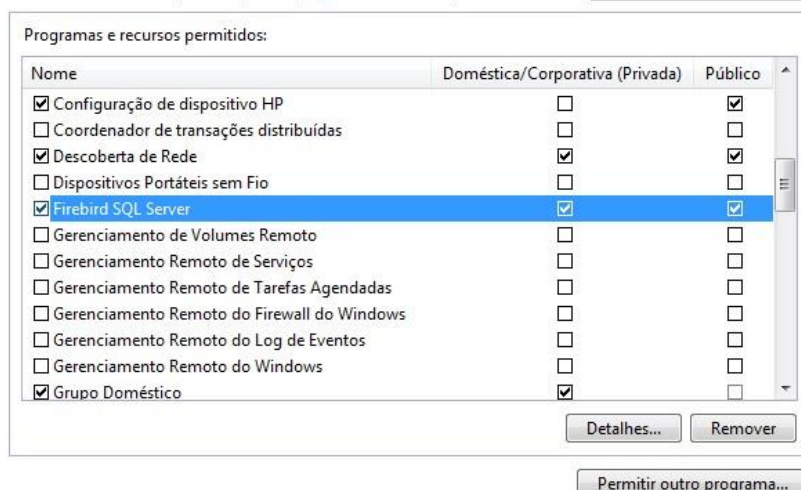 Programas e recursos permitidos:
Nome Doméstica/Corporativa (Privada) Público
Configuração de dispositivo HP
Coordenador de transações distribuídas
Descoberta de Rede
Dispositivos Portáteis sem Fio
Firebird SQL Server
Gerenciamento de Volumes Remoto
Gerenciamento Remoto de Serviços
Gerenciamento Remoto de Tarefas Agendadas
Gerenciamento Remoto do Firewall do Windows
Gerenciamento Remoto do Log de Eventos
Gerenciamento Remoto do Windows
Grupo Doméstico
Detalhes... Remover
Permitir outro programa...